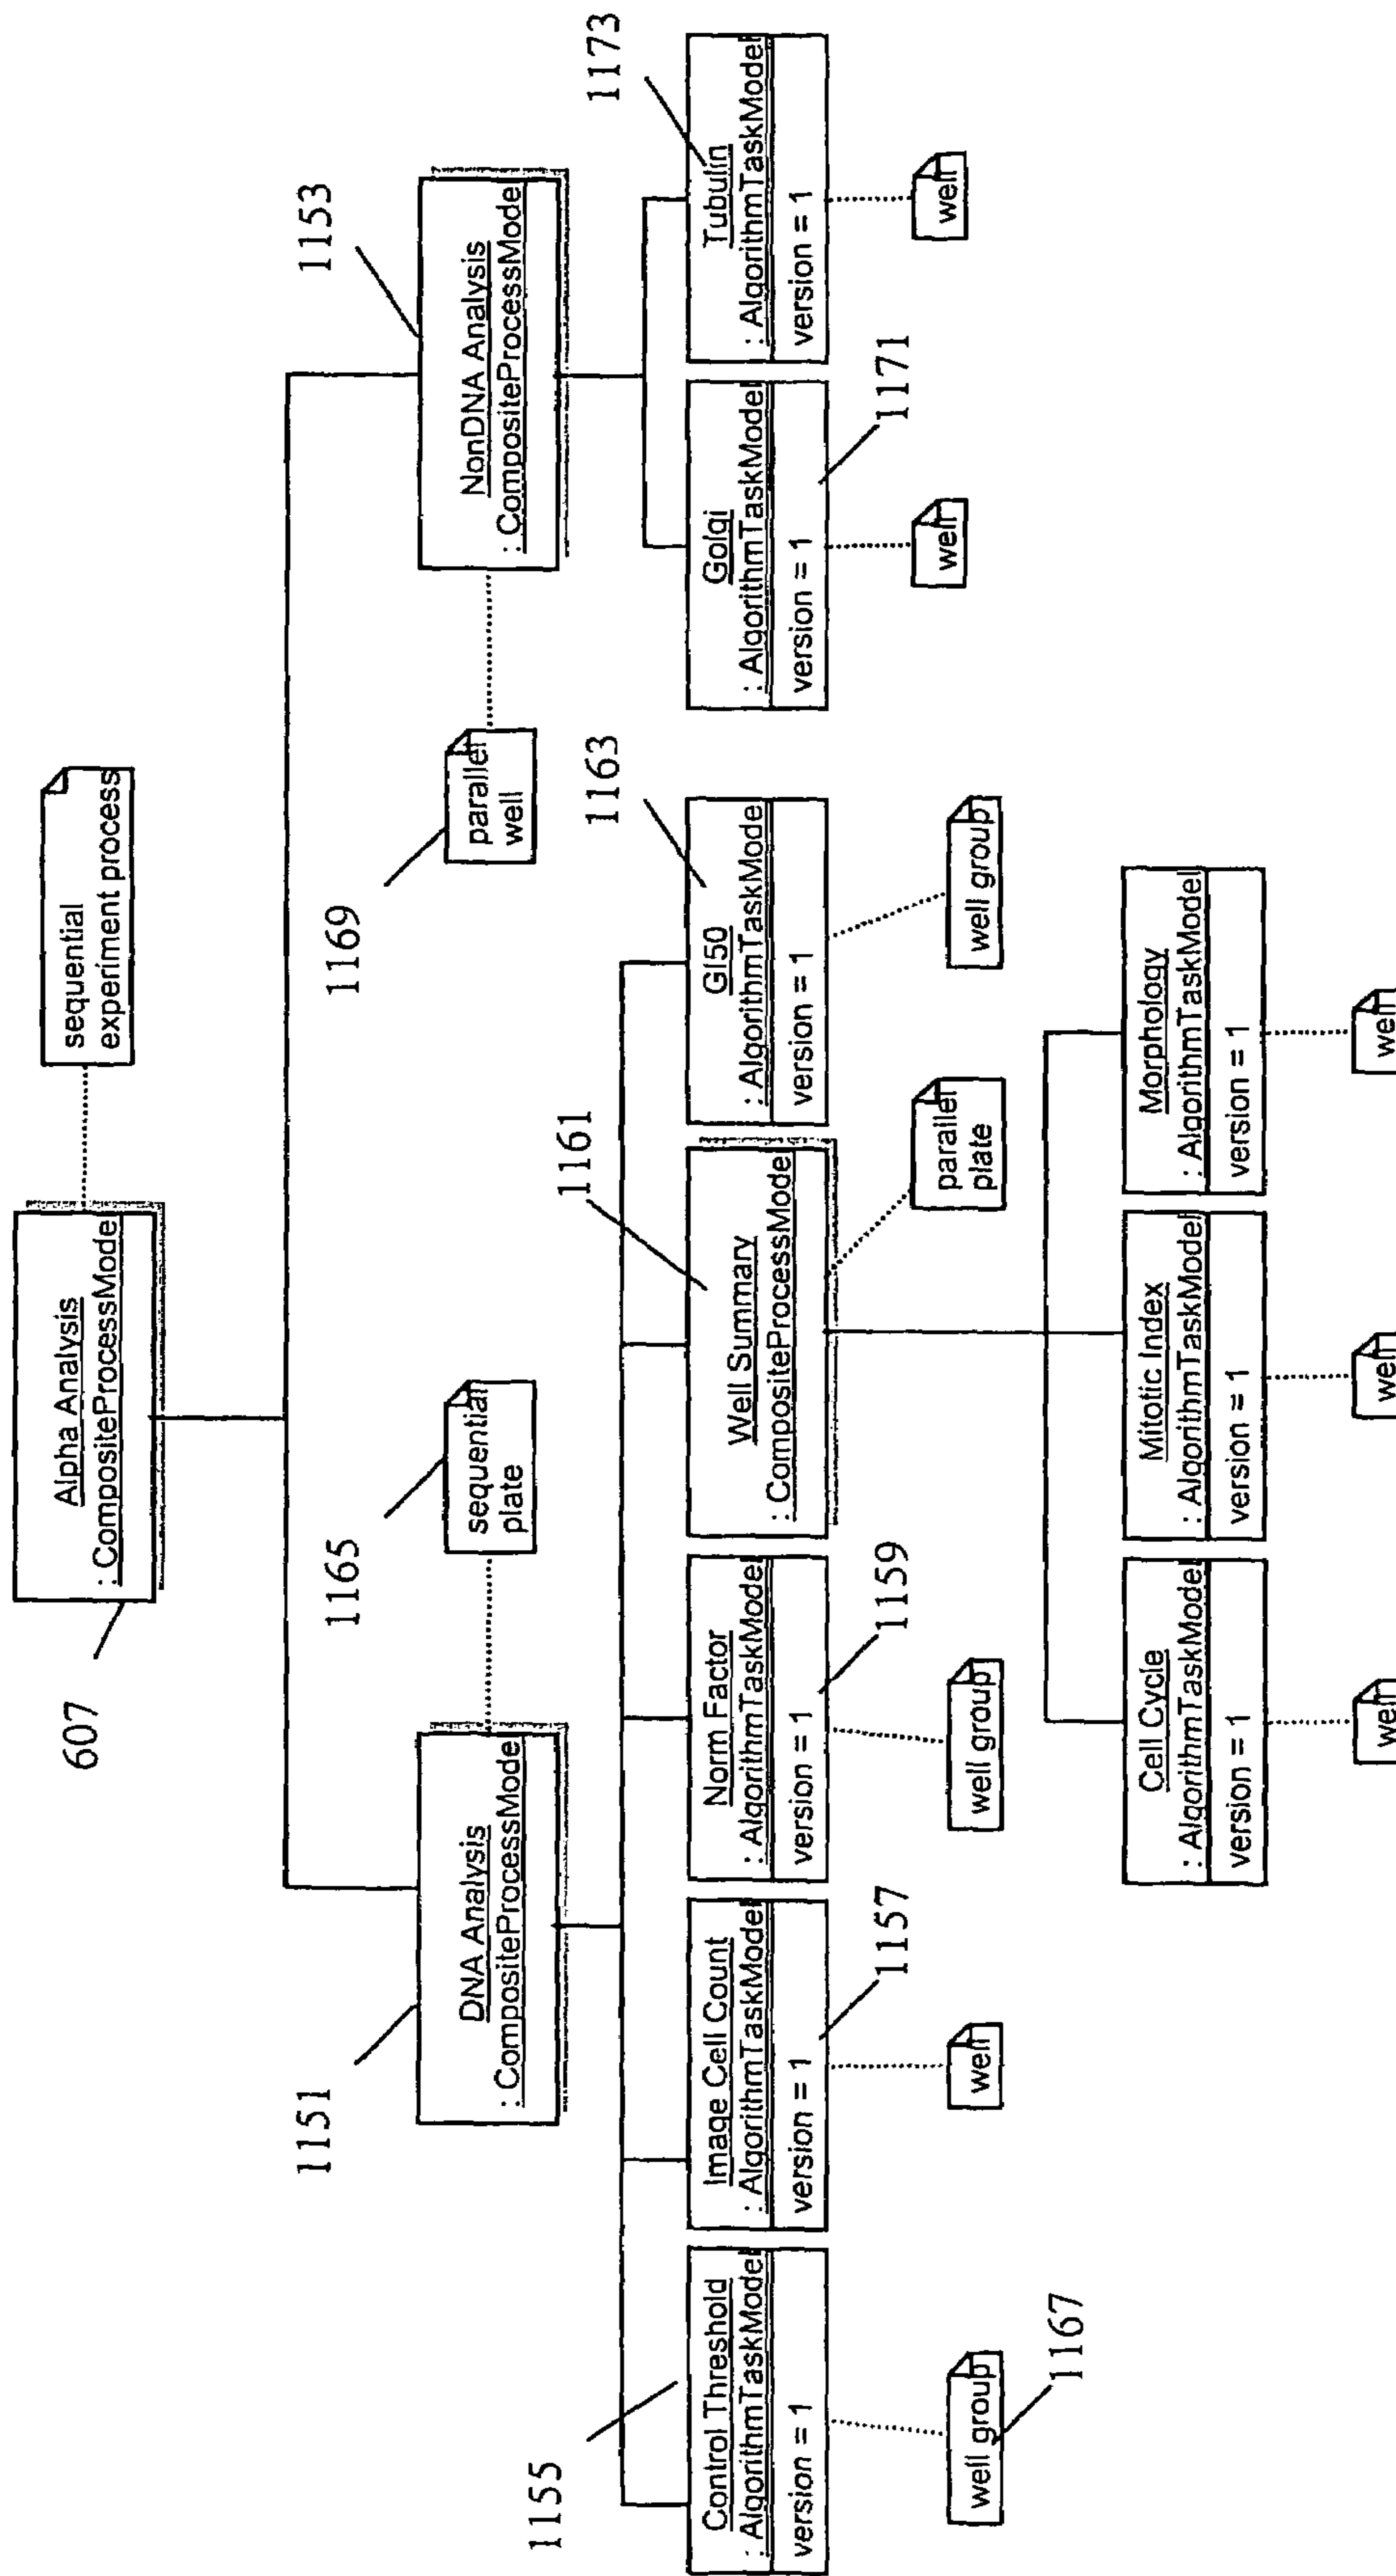 607
Alpha Analysis
: CompositeProcessModel
sequential
experiment process
1151
DNA Analysis
: CompositeProcessModel
1165
sequential
plate
1169
parallel
well
1153
NonDNA Analysis
: CompositeProcessModel
1155
Control Threshold
: AlgorithmTaskModel
version = 1
Image Cell Count
: AlgorithmTaskModel
version = 1
1157
Norm Factor
: AlgorithmTaskModel
version = 1
1159
1161
Well Summary
: CompositeProcessModel
1163
GI50
: AlgorithmTaskModel
version = 1
Golgi
: AlgorithmTaskModel
version = 1
1171
1173
Tubulin
: AlgorithmTaskModel
version = 1
well group
1167
well
well group
parallel
plate
well group
well
well
Cell Cycle
: AlgorithmTaskModel
version = 1
Mitotic Index
: AlgorithmTaskModel
version = 1
Morphology
: AlgorithmTaskModel
version = 1
well
well
well